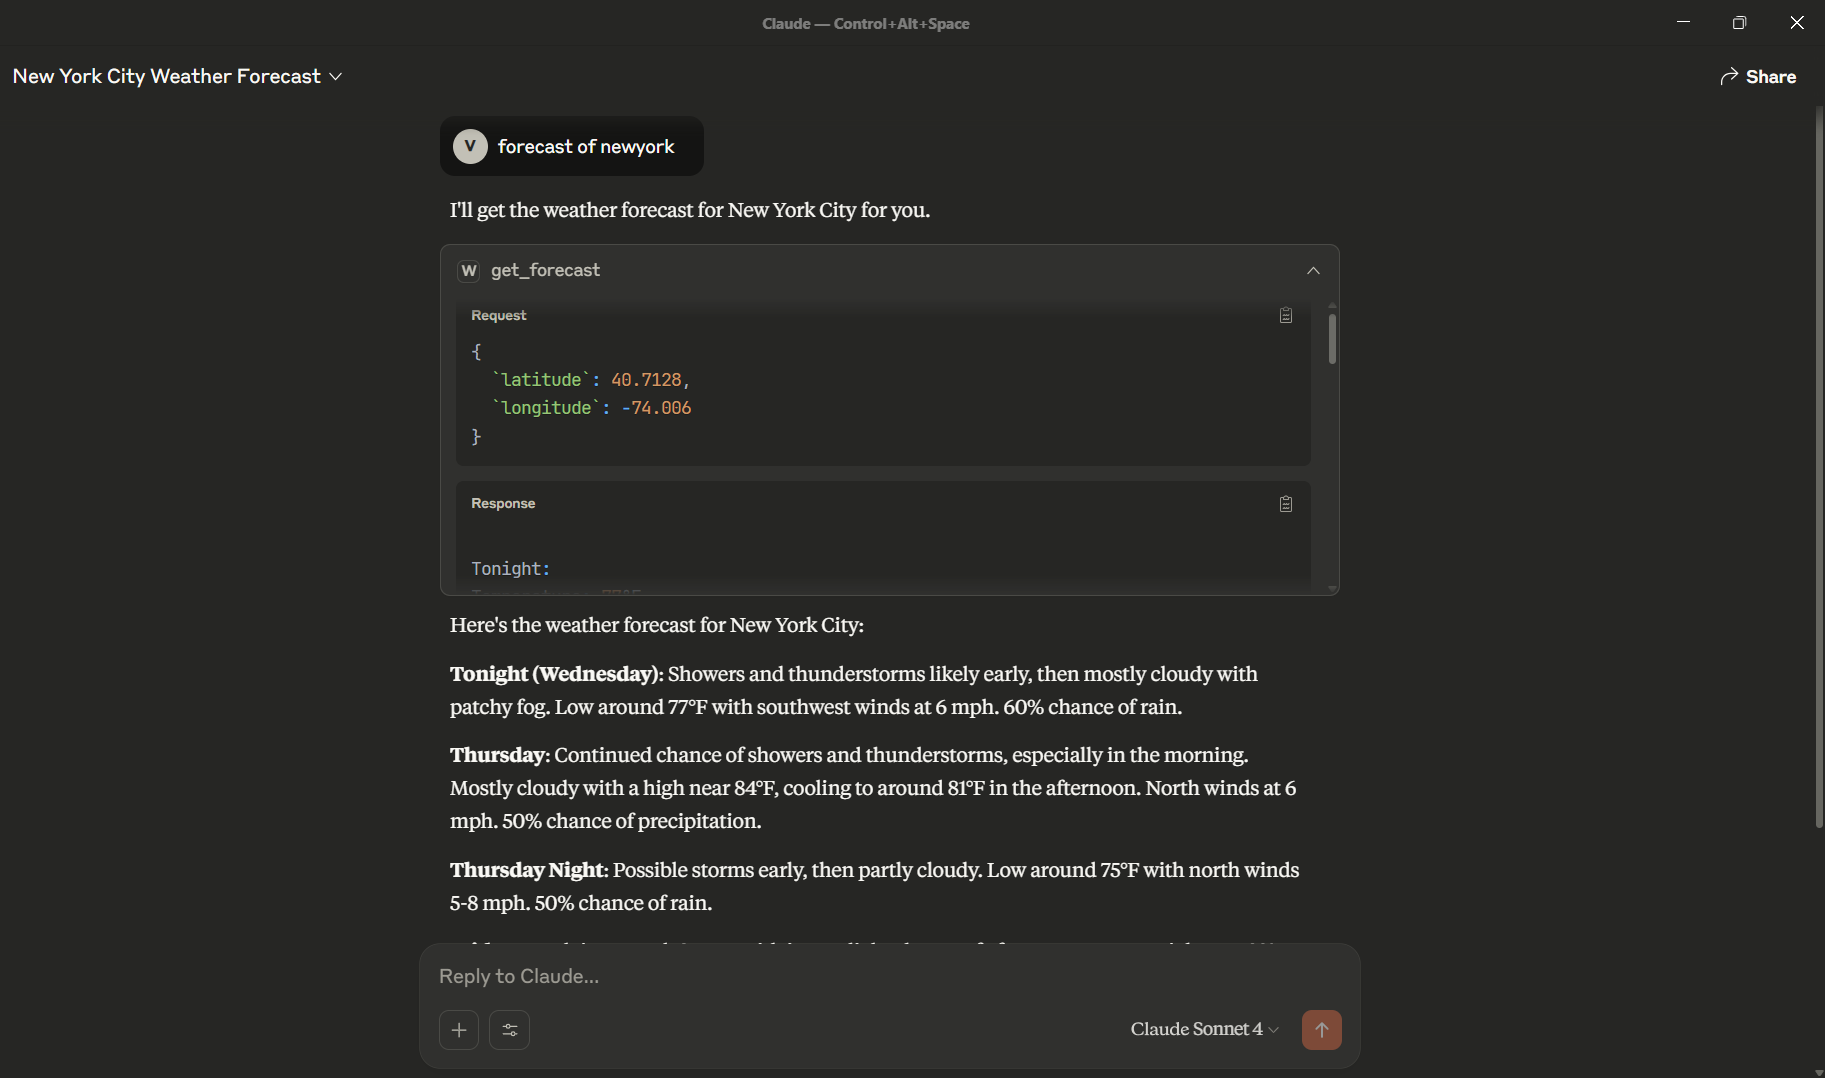 Claude — Control+Alt+Space
New York City Weather Forecast
Share
V
forecast of newyork
I'll get the weather forecast for New York City for you.
W get_forecast
Request
{
`latitude`: 40.7128,
`longitude`: -74.006
}
Response
Tonight:
Here's the weather forecast for New York City:
Tonight (Wednesday): Showers and thunderstorms likely early, then mostly cloudy with
patchy fog. Low around 77°F with southwest winds at 6 mph. 60% chance of rain.
Thursday: Continued chance of showers and thunderstorms, especially in the morning.
Mostly cloudy with a high near 84°F, cooling to around 81°F in the afternoon. North winds at 6
mph. 50% chance of precipitation.
Thursday Night: Possible storms early, then partly cloudy. Low around 75°F with north winds
5-8 mph. 50% chance of rain.
Reply to Claude...
Claude Sonnet 4